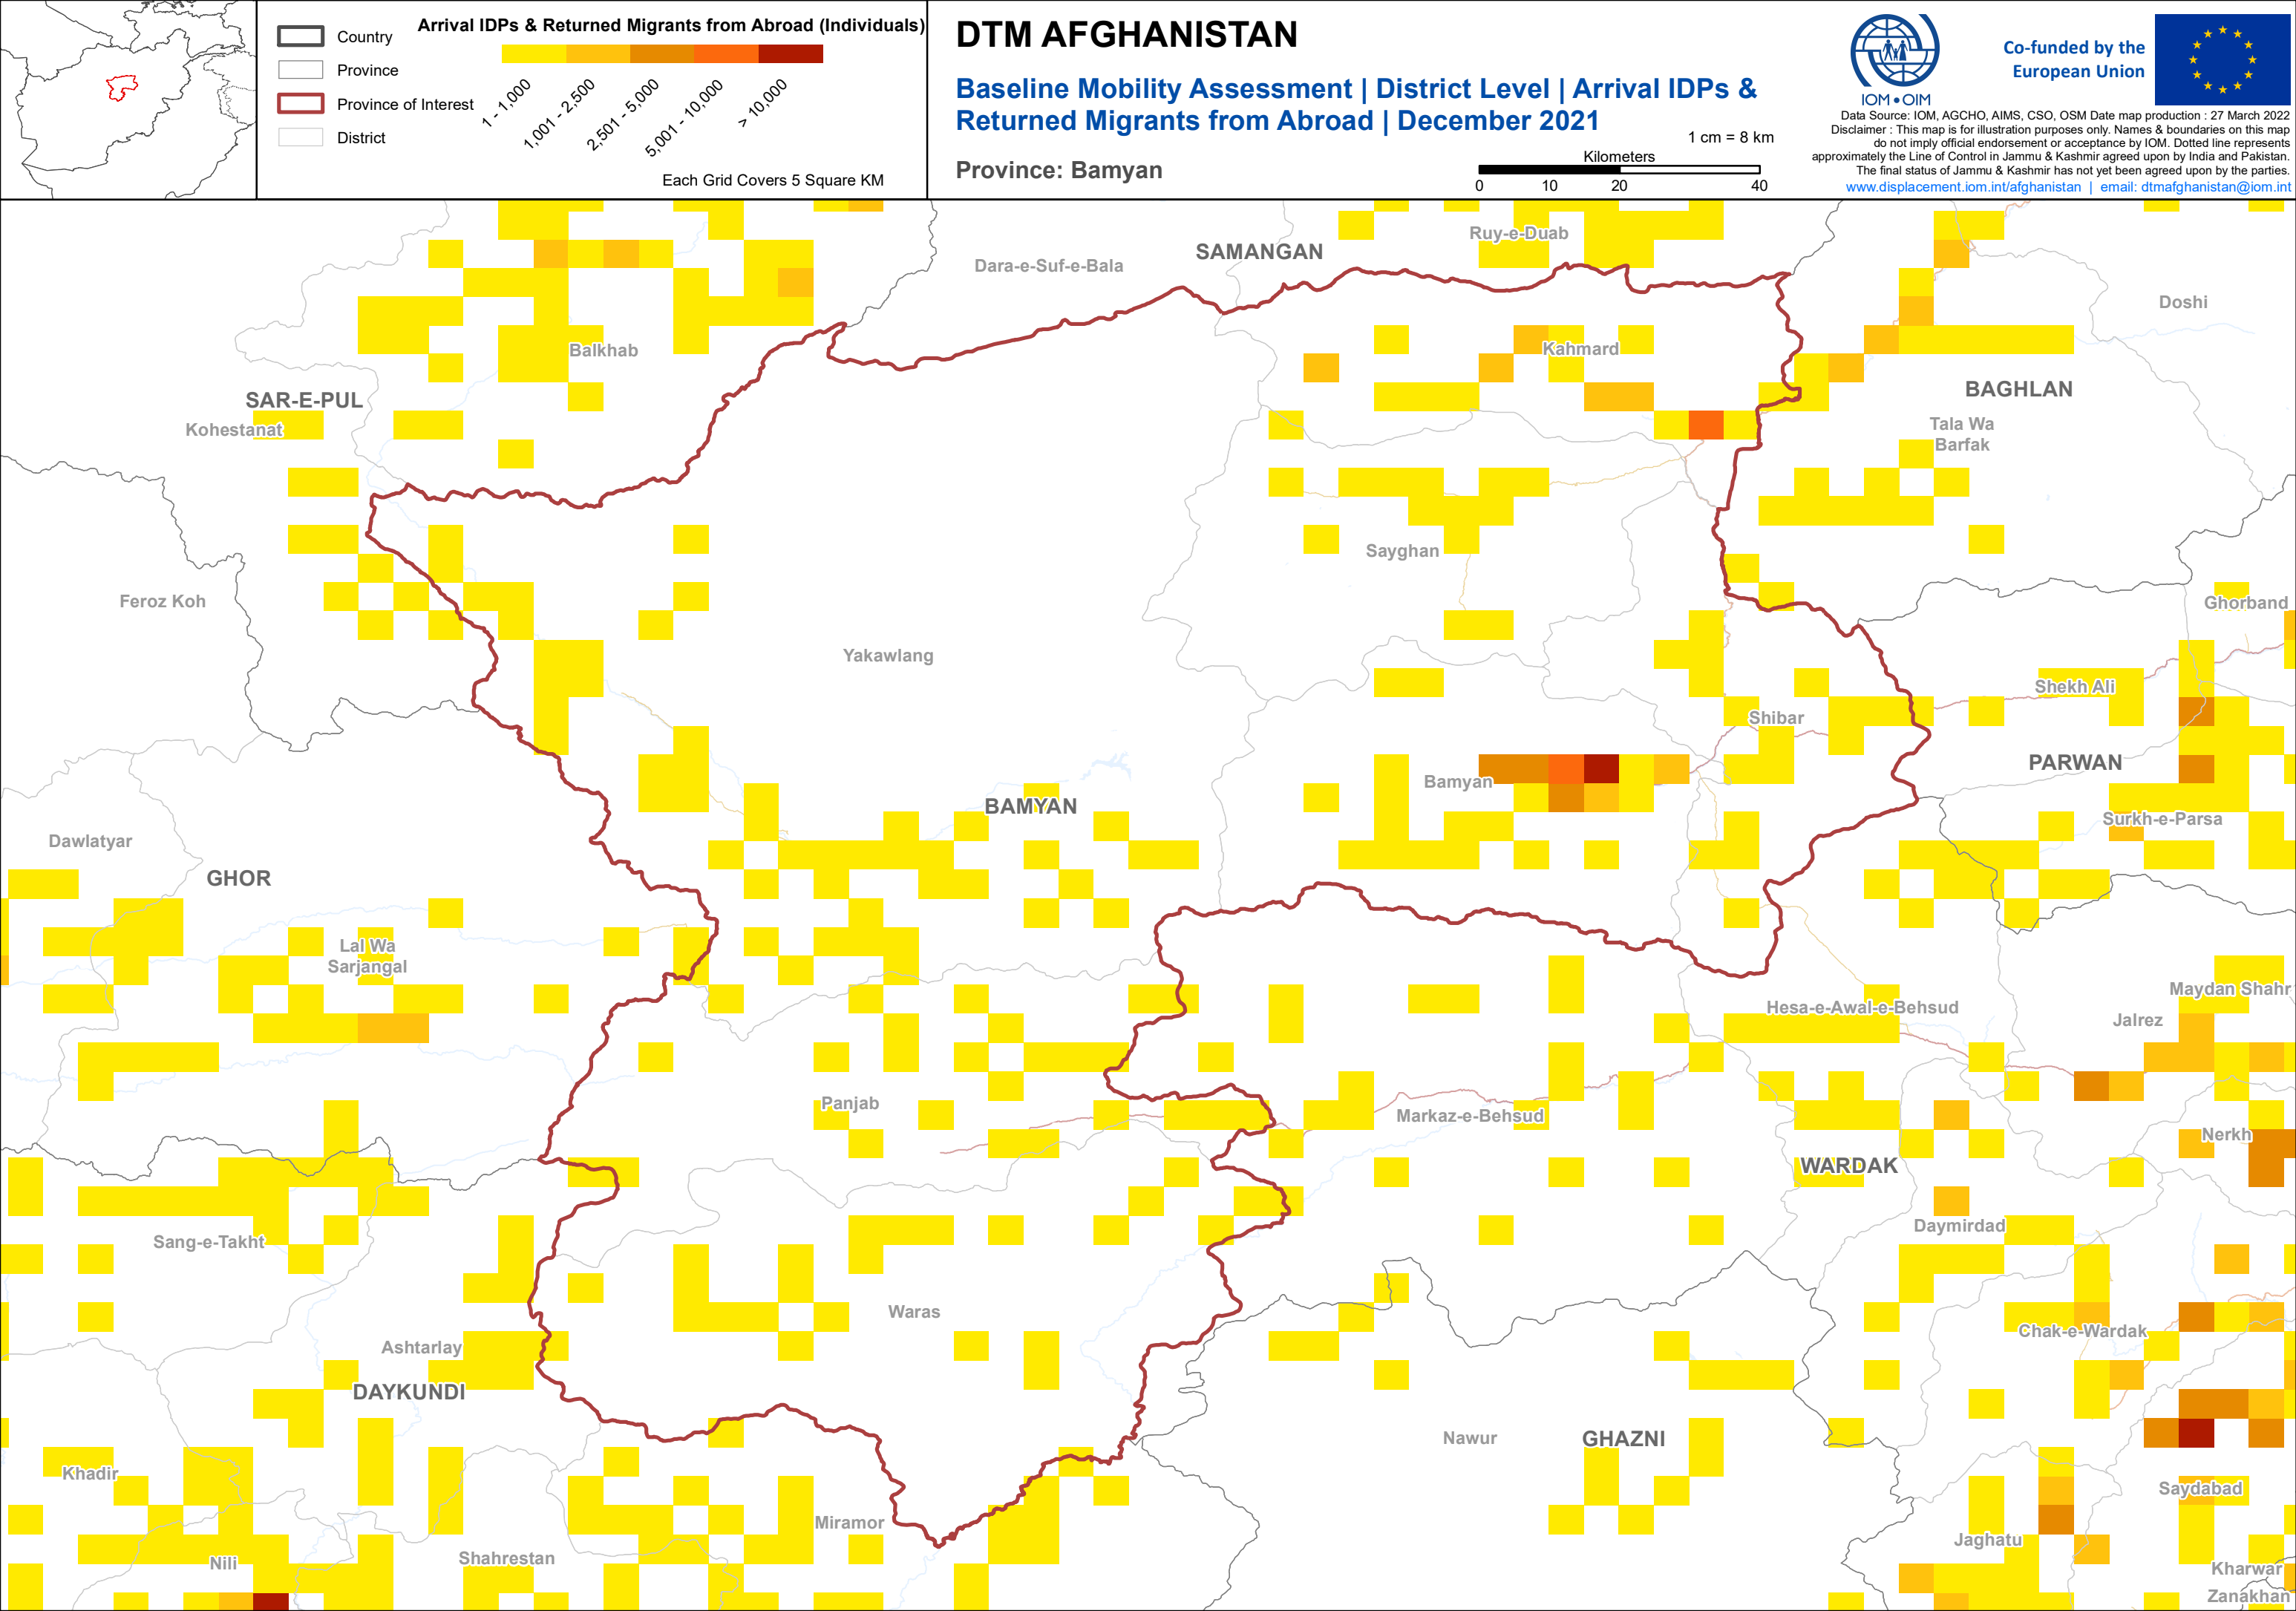 Country
Province
Province of Interest
District
Arrival IDPs & Returned Migrants from Abroad (Individuals)
1 - 1,000
1,001 - 2,500
2,501 - 5,000
5,001 - 10,000
> 10,000
Each Grid Covers 5 Square KM
DTM AFGHANISTAN
Baseline Mobility Assessment | District Level | Arrival IDPs &
Returned Migrants from Abroad | December 2021
Province: Bamyan
1 cm = 8 km
Kilometers
0 10 20 40
IOM • OIM
Co-funded by the
European Union
Data Source: IOM, AGCHO, AIMS, CSO, OSM Date map production : 27 March 2022
Disclaimer : This map is for illustration purposes only. Names & boundaries on this map
do not imply official endorsement or acceptance by IOM. Dotted line represents
approximately the Line of Control in Jammu & Kashmir agreed upon by India and Pakistan.
The final status of Jammu & Kashmir has not yet been agreed upon by the parties.
www.displacement.iom.int/afghanistan | email: dtmafghanistan@iom.int
Ruy-e-Duab
SAMANGAN
Dara-e-Suf-e-Bala
Doshi
Balkhab
Kahmard
BAGHLAN
SAR-E-PUL
Kohestanat
Tala Wa
Barfak
Sayghan
Feroz Koh
Ghorband
Yakawlang
Shekh Ali
Shibar
PARWAN
Bamyan
BAMYAN
Surkh-e-Parsa
Dawlatyar
GHOR
Lal Wa
Sarjangal
Maydan Shahr
Hesa-e-Awal-e-Behsud
Jalrez
Panjab
Markaz-e-Behsud
Nerkh
WARDAK
Daymirdad
Sang-e-Takht
Waras
Chak-e-Wardak
Ashtarlay
DAYKUNDI
Nawur
GHAZNI
Khadir
Saydabad
Miramor
Jaghatu
Shahrestan
Nili
Kharwar
Zanakhan